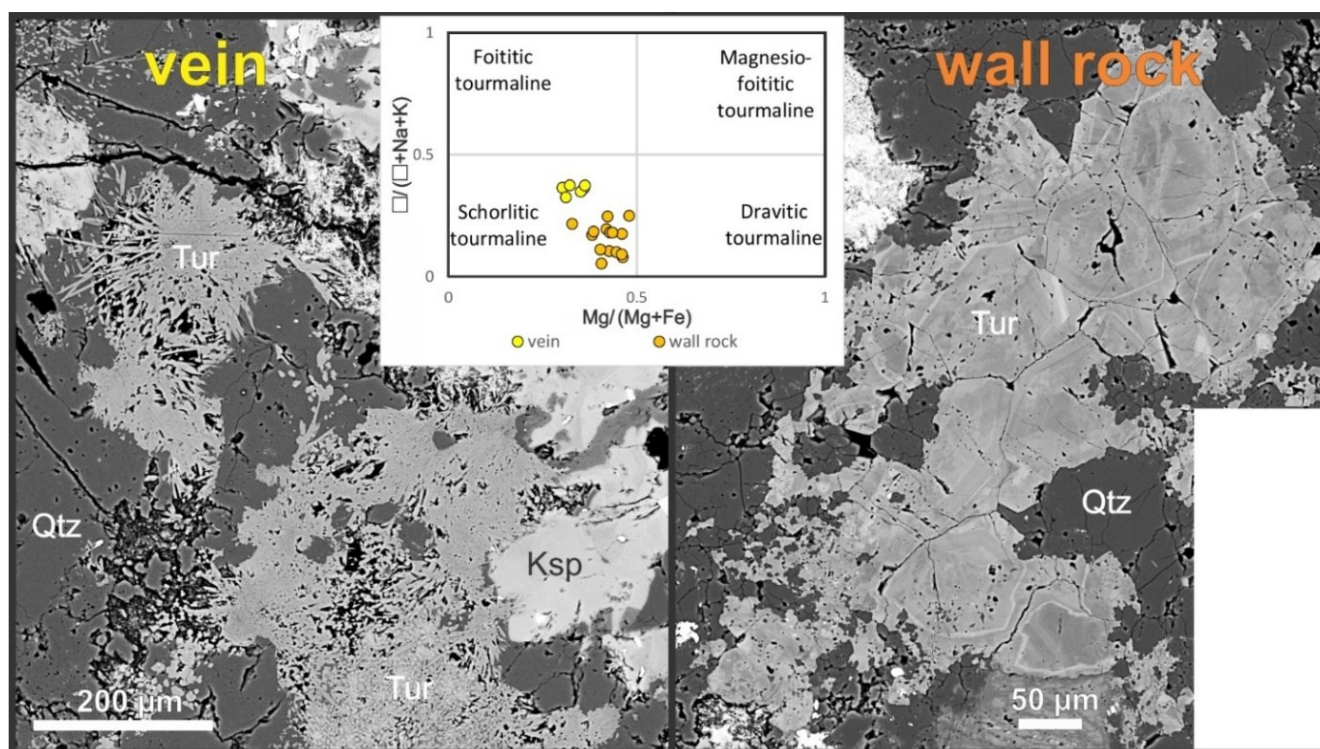 vein
wall rock
1
Foititic
tourmaline
Magnesio-
foititic
tourmaline
□/(□+Na+K)
0.5
Schorlitic
tourmaline
Dravitic
tourmaline
0
0
0.5
1
Mg/(Mg+Fe)
vein
wall rock
Tur
Tur
Qtz
Qtz
Ksp
Tur
200 µm
50 µm